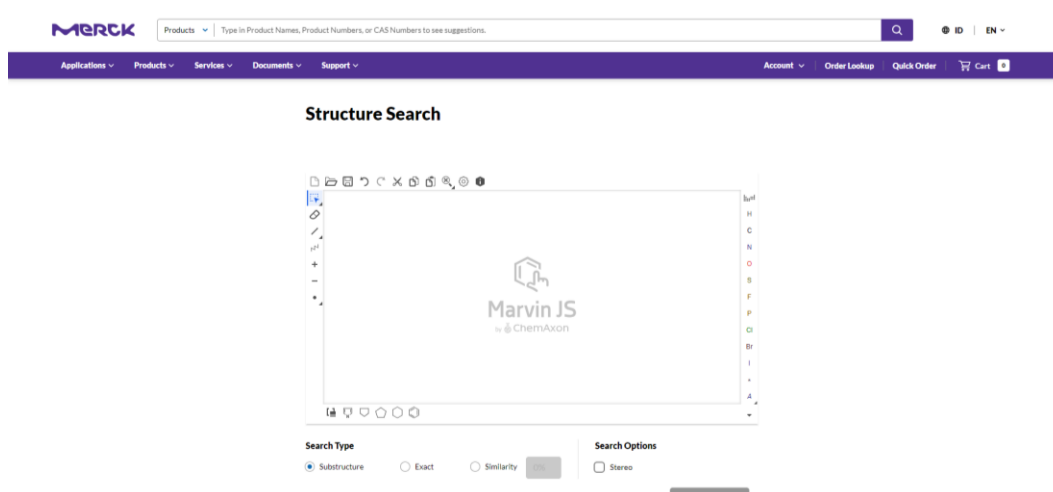 MERCK
Products Type in Product Names, Product Numbers, or CAS Numbers to see suggestions.
ID EN
Applications Products Services Documents Support Account Order Lookup Quick Order Cart 0
Structure Search
H
C
N
O
S
F
P
Cl
Br
I
*
A
Marvin JS
by ChemAxon
Search Type Search Options
Substructure Exact Similarity Stereo